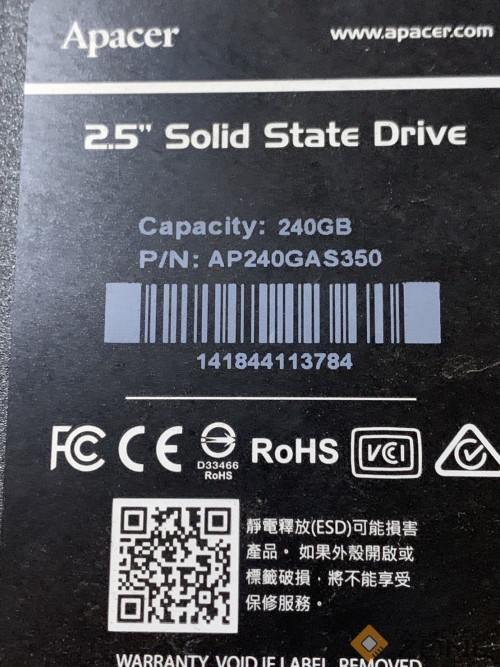 Apacer
www.apacer.com
2.5" Solid State Drive
Capacity: 240GB
P/N: AP240GAS350
141844113784
FC CE D33466 RoHS RoHS VCI
靜電釋放(ESD)可能損害
產品。如果外殼開啟或
標籤破損，將不能享受
保修服務。
WARRANTY VOID IF LABEL REMOVED